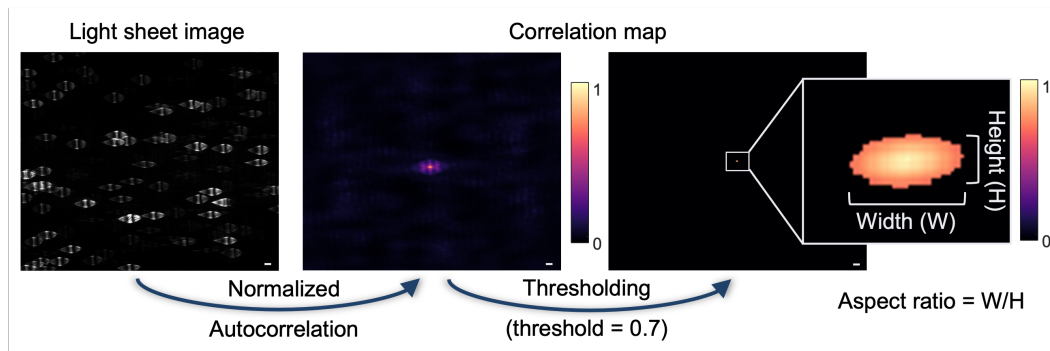 Light sheet image
Correlation map
1
0
1
0
Height (H)
Width (W)
Normalized
Autocorrelation
Thresholding
(threshold = 0.7)
Aspect ratio = W/H